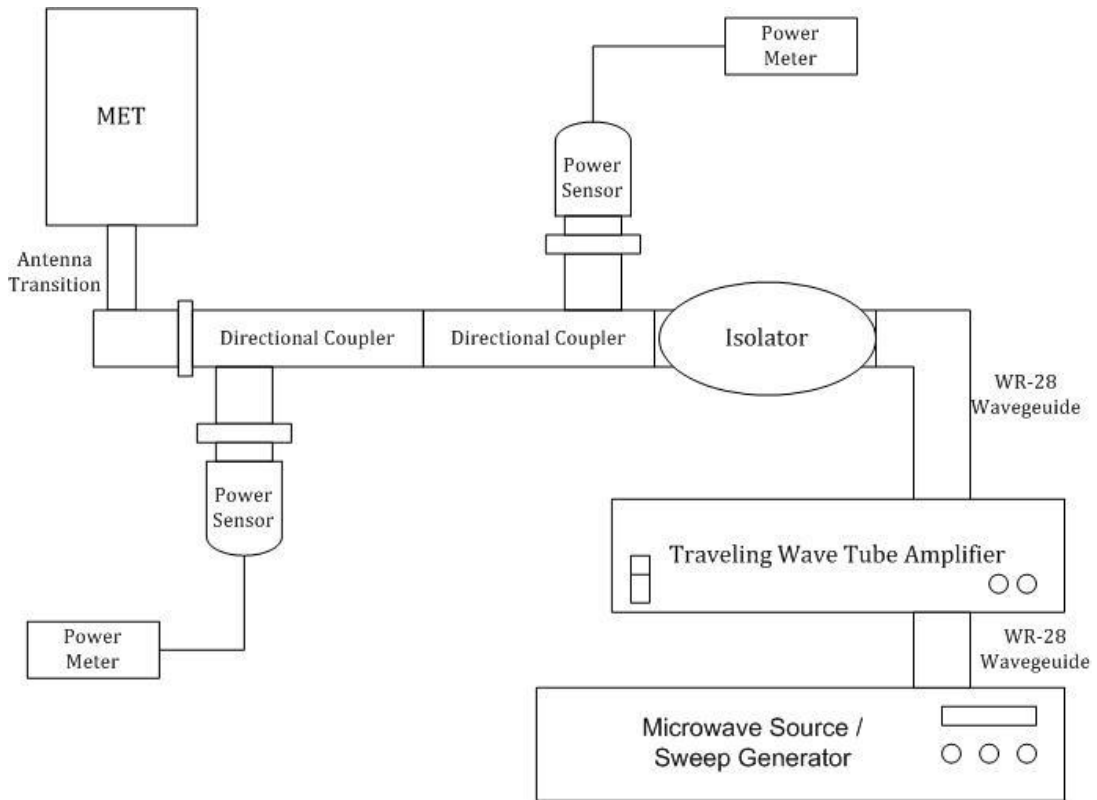 Power
Meter
MET
Power
Sensor
Antenna
Transition
Directional Coupler
Directional Coupler
Isolator
WR-28
Wavegeuide
Power
Sensor
Traveling Wave Tube Amplifier
Power
Meter
WR-28
Wavegeuide
Microwave Source /
Sweep Generator